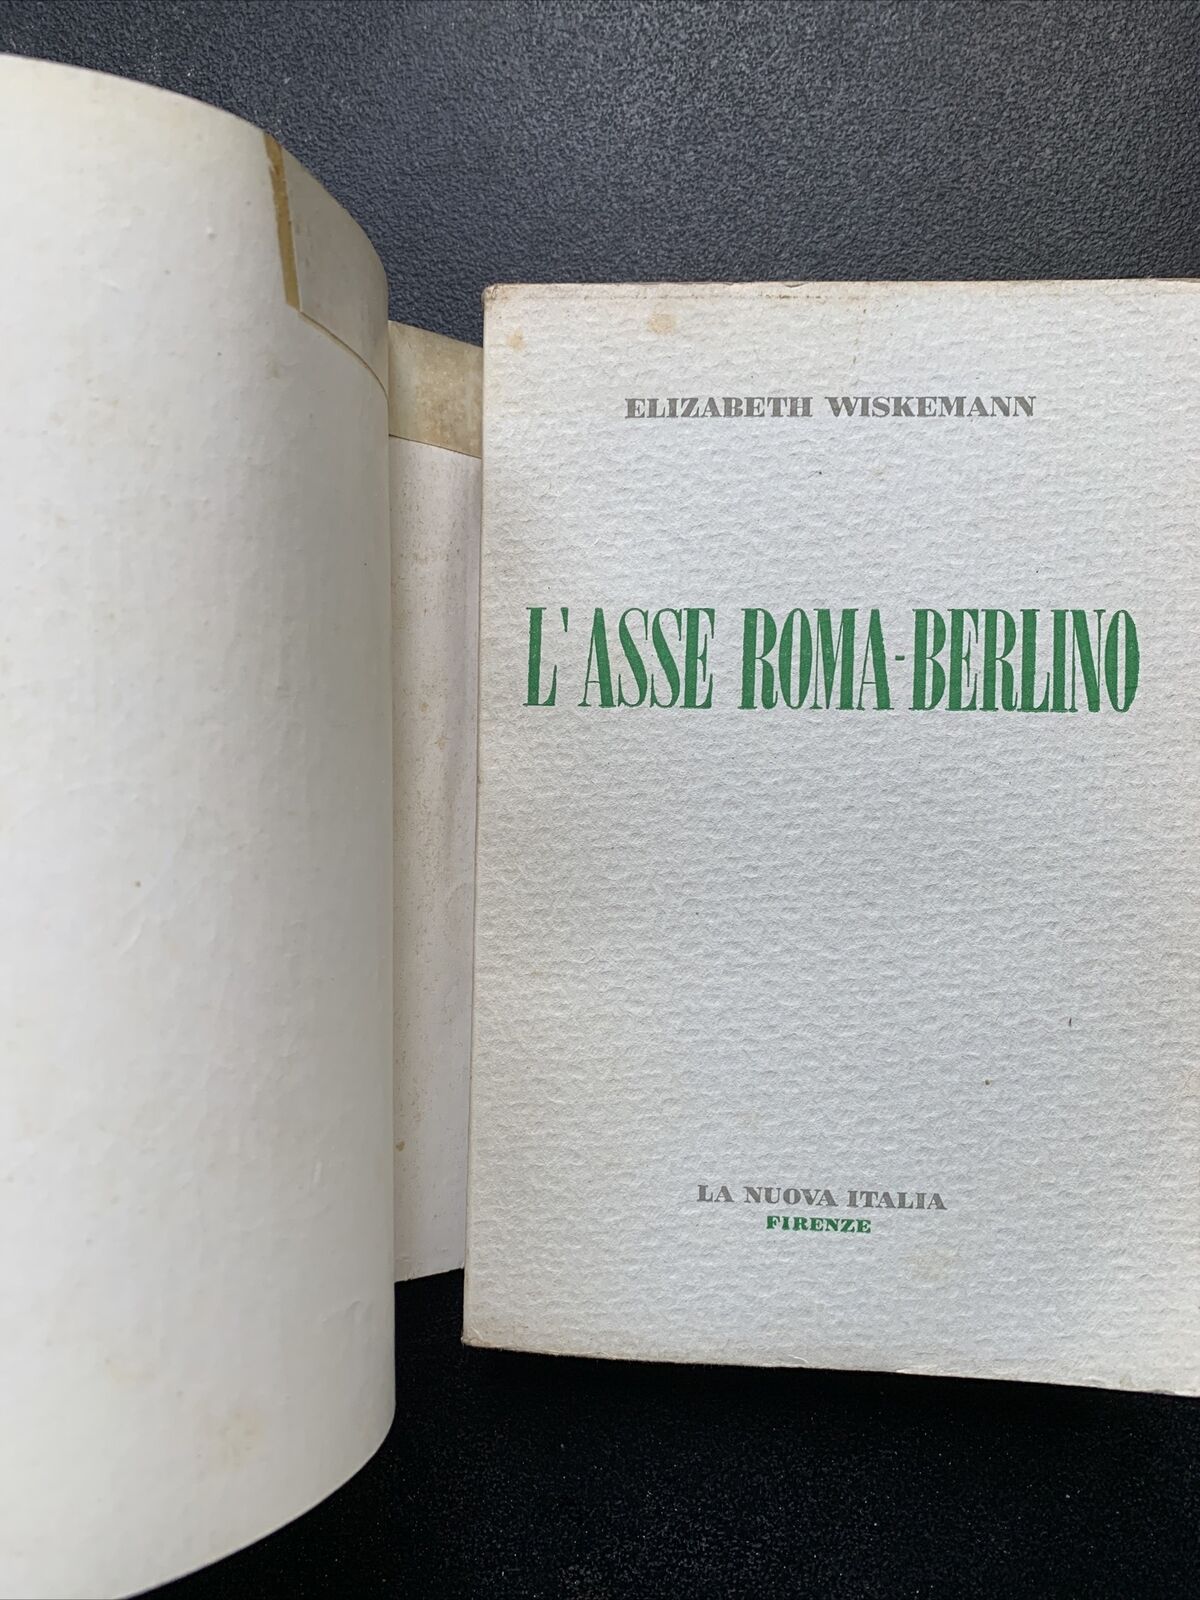 ELIZABETH WISKEMANN
L'ASSE ROMA-BERLINO
LA NUOVA ITALIA
FIRENZE